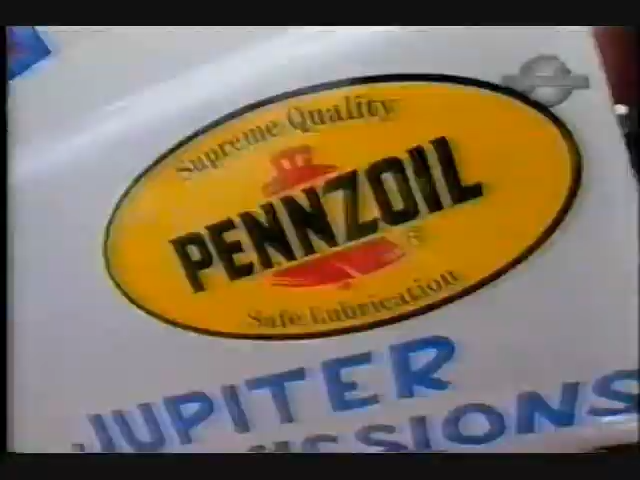 Supreme Quality
PENNZOIL
®
Safe Lubrication
JUPITER